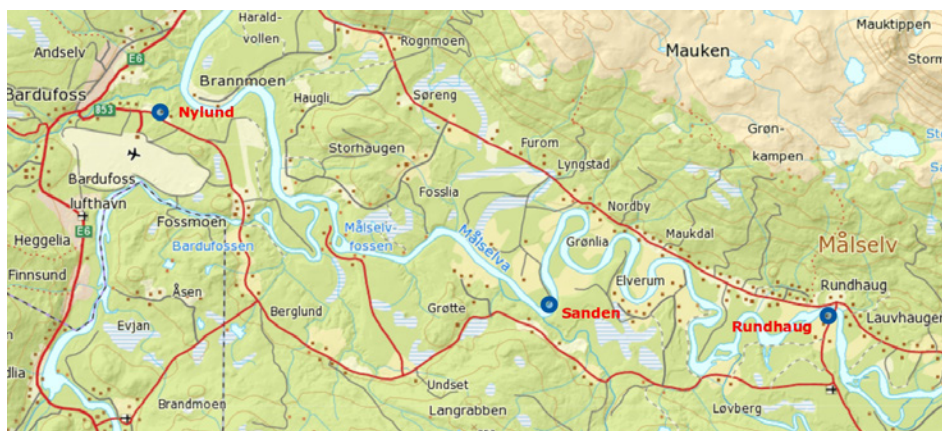 Harald-
vollen
Rognmoen
Mauktippen
Andselv
E6
Mauken
Storm
Brannmoen
Bardufoss
Haugli
Søreng
853
Nylund
Grøn-
kampen
Furom
Storhaugen
Lyngstad
Bardufoss
lufthavn
Fosslia
Nordby
Fossmoen
Målselv-
fossen
Målselva
Grønlia
Maukdal
Målselv
E6
Heggelia
Bardufossen
Finnsund
Elverum
Rundhaug
Åsen
Grøtte
Sanden
Berglund
Rundhaug
Lauvhaugen
Evjan
Undset
Brandmoen
Langrabben
Løvberg